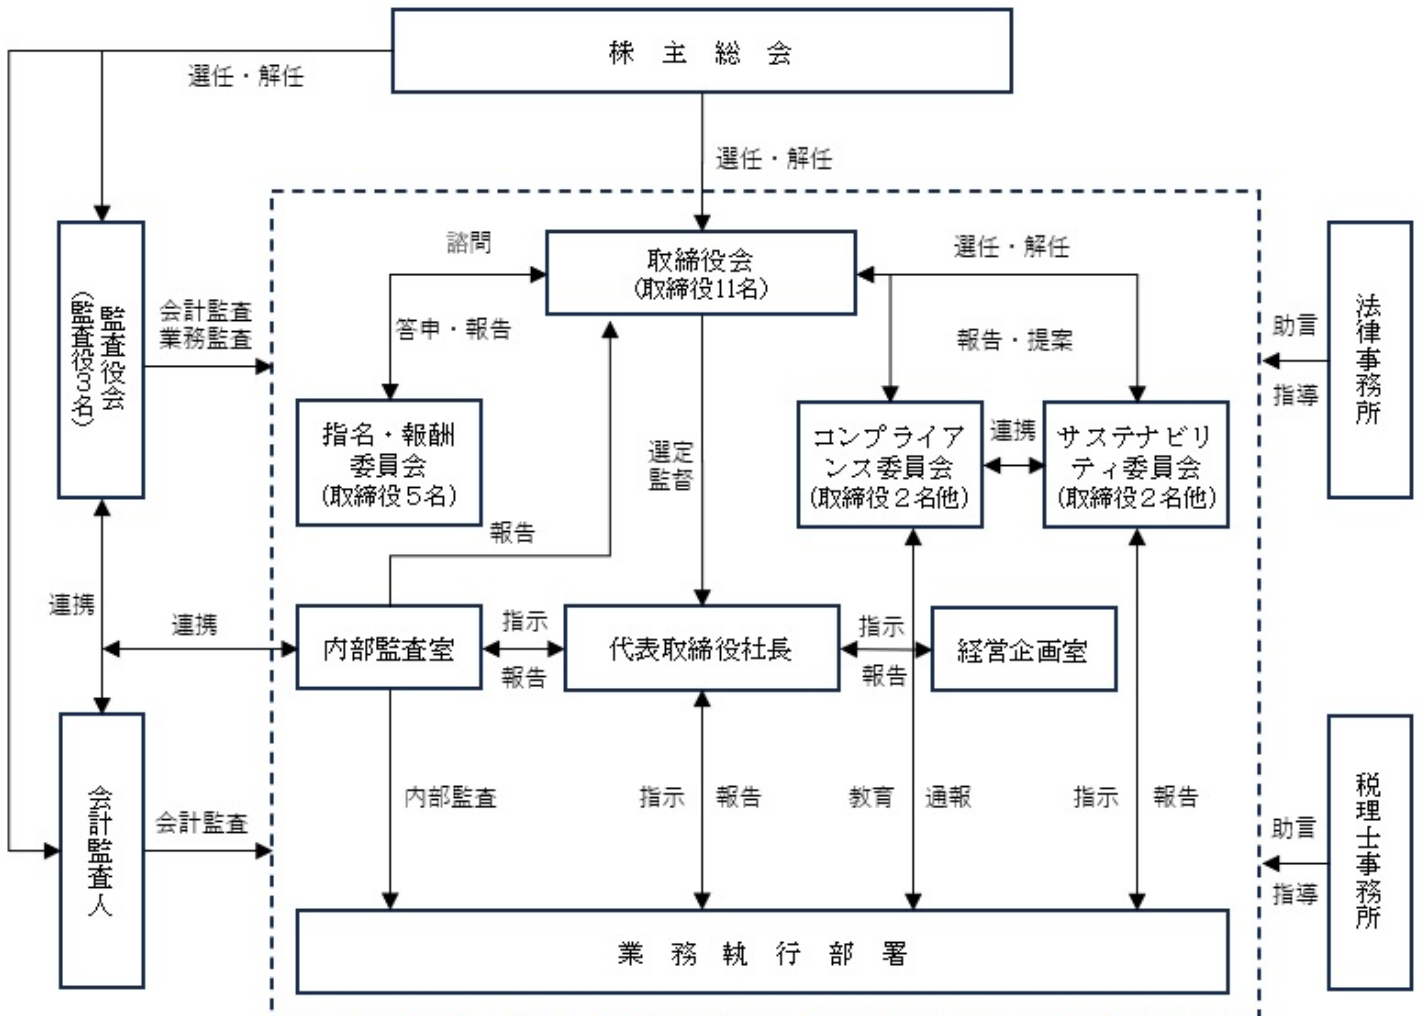 株主総会
選任・解任
選任・解任
監査役会
(監査役3名)
会計監査
業務監査
諮問
取締役会
(取締役11名)
選任・解任
答申・報告
報告・提案
法律事務所
助言
指導
指名・報酬
委員会
(取締役5名)
選定
監督
コンプライア
ンス委員会
(取締役2名他)
連携
サステナビリ
ティ委員会
(取締役2名他)
報告
連携
連携
内部監査室
指示
報告
代表取締役社長
指示
報告
経営企画室
会計監査人
会計監査
内部監査
指示
報告
教育
通報
指示
報告
税理士事務所
助言
指導
業務執行部署